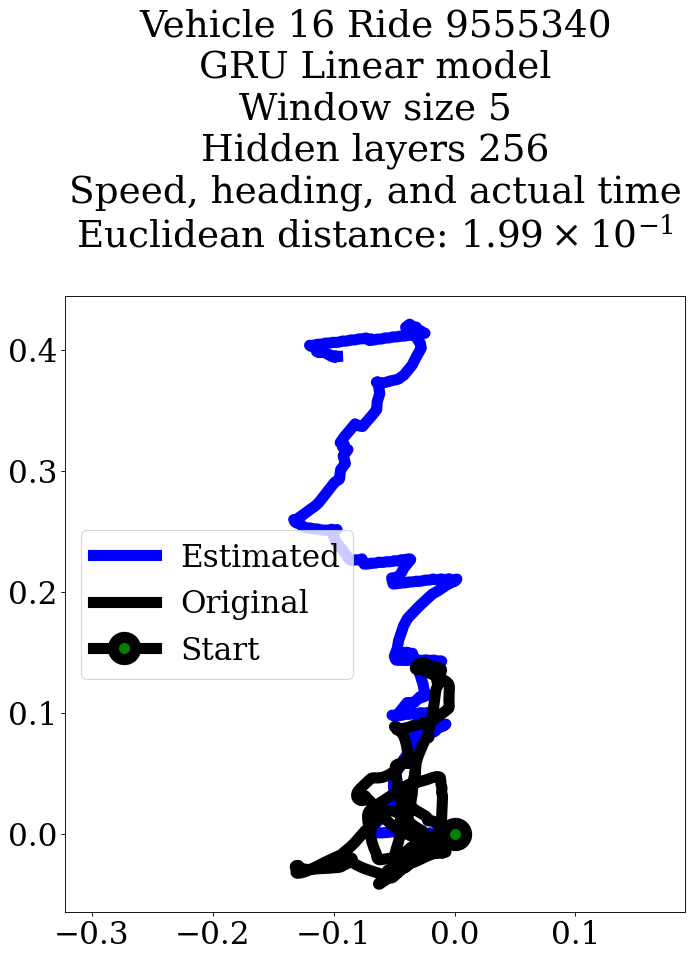 Vehicle 16 Ride 9555340
GRU Linear model
Window size 5
Hidden layers 256
Speed, heading, and actual time
Euclidean distance: 1.99 × 10⁻¹
0.4
0.3
0.2
0.1
0.0
Estimated
Original
Start
−0.3 −0.2 −0.1 0.0 0.1